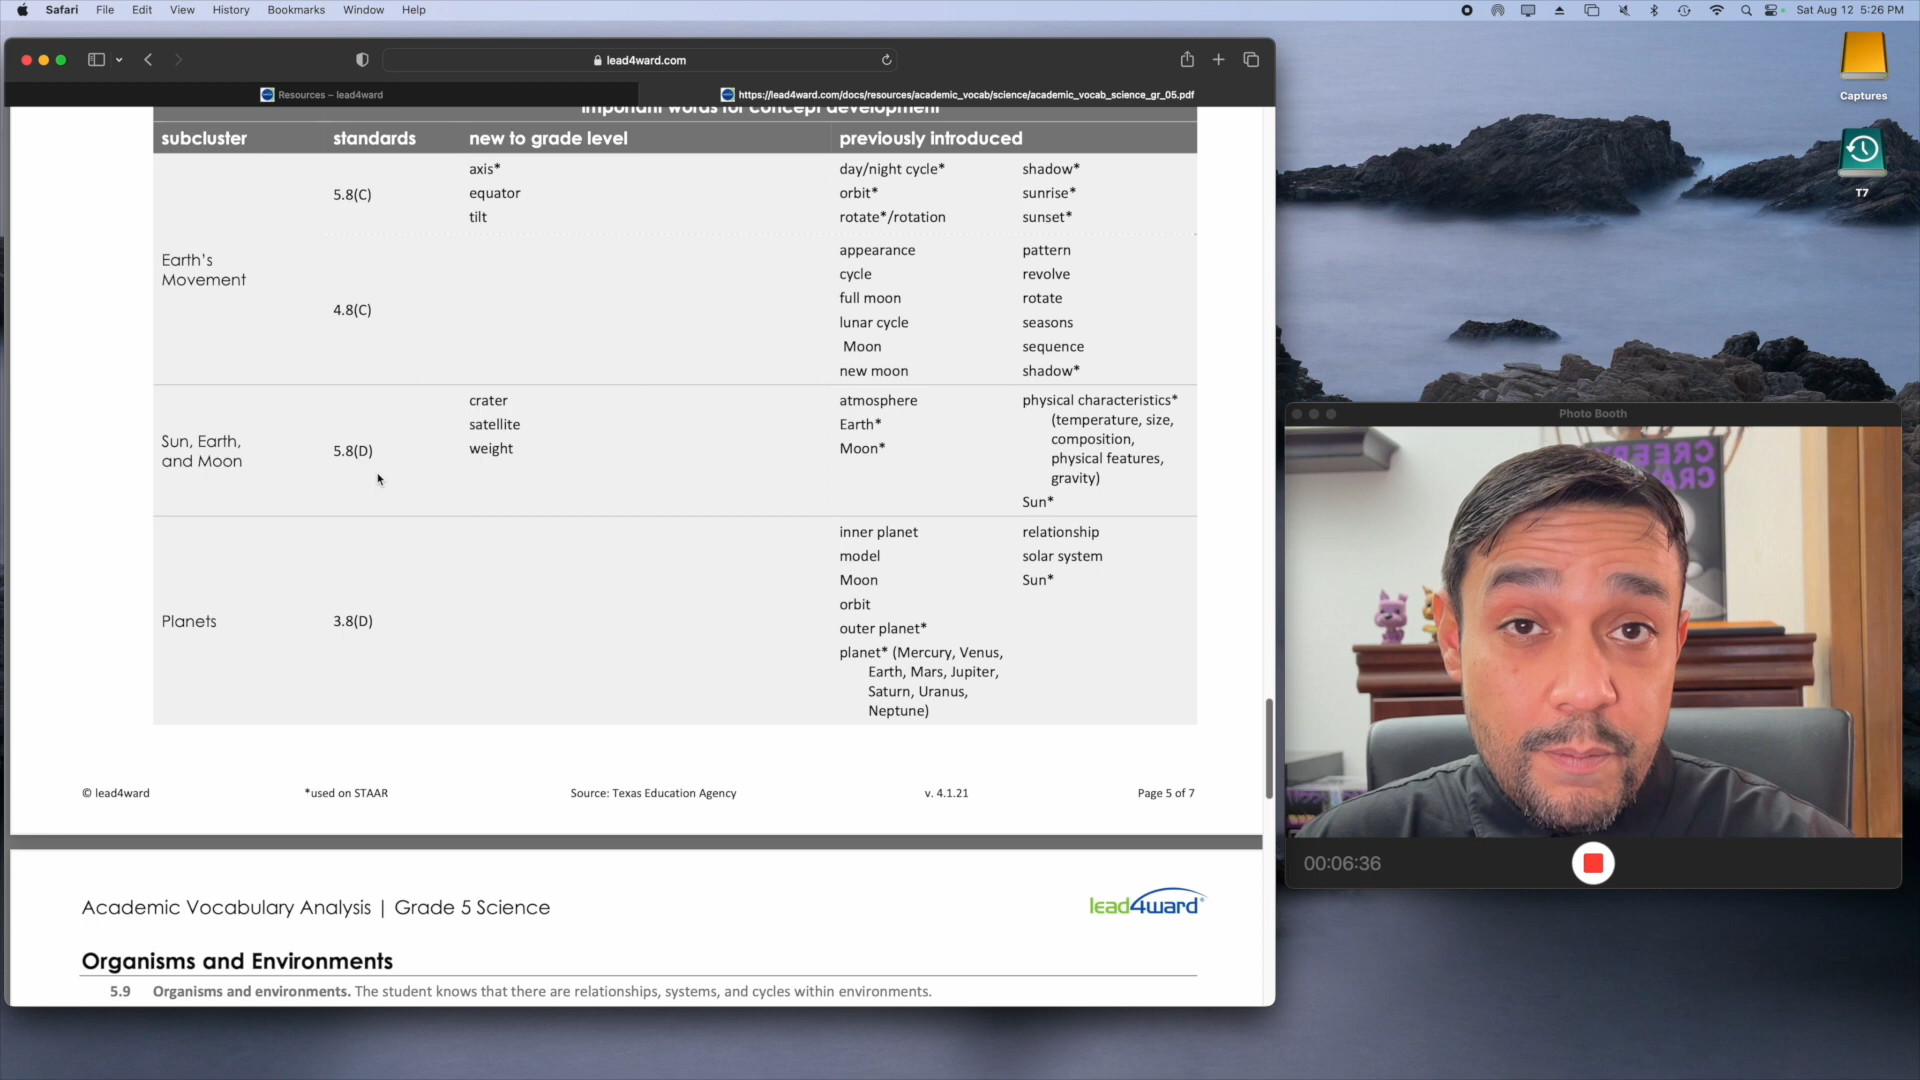 Safari File Edit View History Bookmarks Window Help
Sat Aug 12 5:26 PM
lead4ward.com
Resources – lead4ward
https://lead4ward.com/docs/resources/academic_vocab/science/academic_vocab_science_gr_05.pdf
Important words for concept development
subcluster standards new to grade level previously introduced
Earth's
Movement
5.8(C)
axis*
equator
tilt
day/night cycle*
orbit*
rotate*/rotation
shadow*
sunrise*
sunset*
4.8(C)
appearance
cycle
full moon
lunar cycle
Moon
new moon
pattern
revolve
rotate
seasons
sequence
shadow*
Sun, Earth,
and Moon
5.8(D)
crater
satellite
weight
atmosphere
Earth*
Moon*
physical characteristics*
(temperature, size,
composition,
physical features,
gravity)
Sun*
Planets
3.8(D)
inner planet
model
Moon
orbit
outer planet*
planet* (Mercury, Venus,
Earth, Mars, Jupiter,
Saturn, Uranus,
Neptune)
relationship
solar system
Sun*
© lead4ward *used on STAAR Source: Texas Education Agency v. 4.1.21 Page 5 of 7
Academic Vocabulary Analysis | Grade 5 Science
lead4ward
Organisms and Environments
5.9 Organisms and environments. The student knows that there are relationships, systems, and cycles within environments.
Captures
T7
Photo Booth
00:06:36